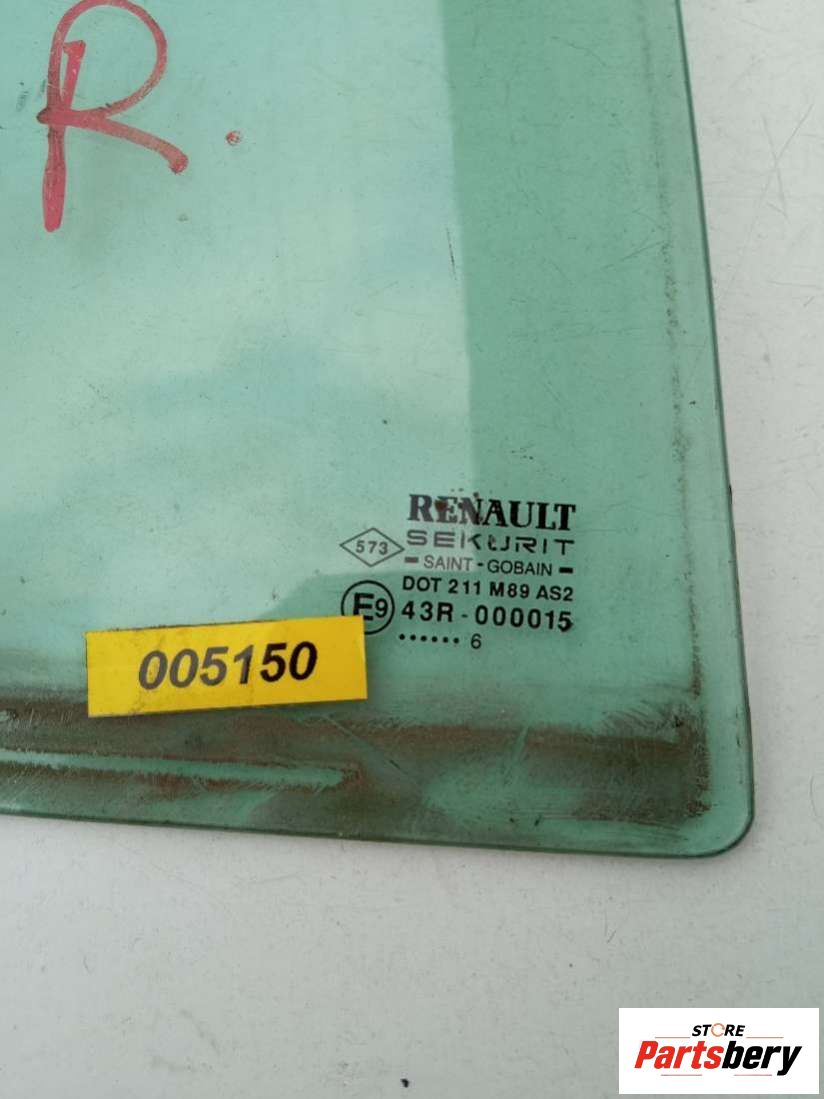 R.
RENAULT
573 SEKURIT
SAINT - GOBAIN
DOT 211 M89 AS2
E9 43R - 000015
...... 6
005150
STORE
Partsbery